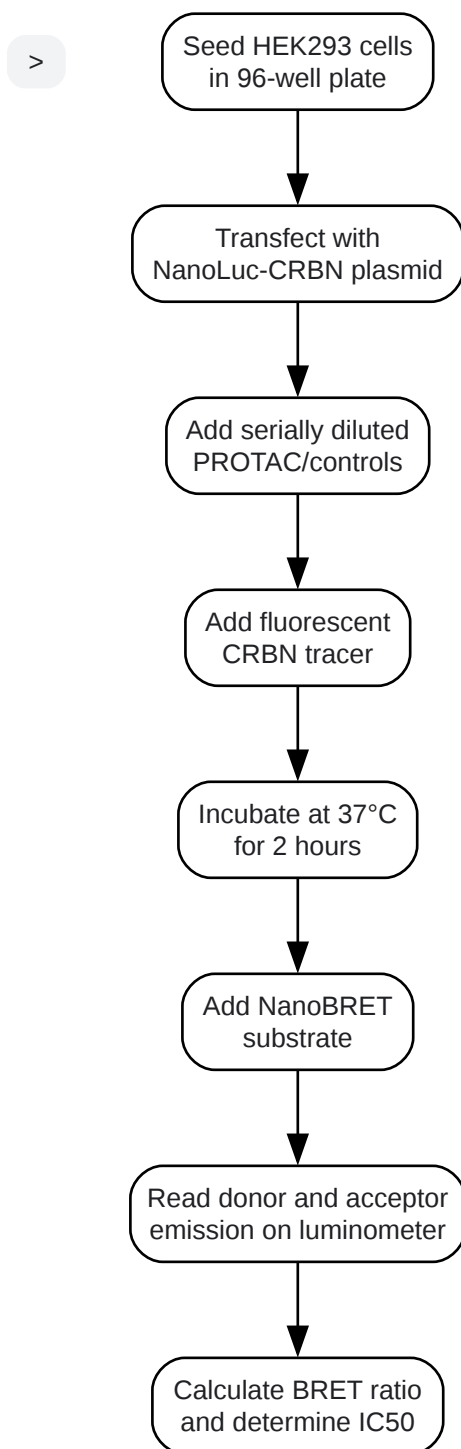 >
Seed HEK293 cells
in 96-well plate
Transfect with
NanoLuc-CRBN plasmid
Add serially diluted
PROTAC/controls
Add fluorescent
CRBN tracer
Incubate at 37°C
for 2 hours
Add NanoBRET
substrate
Read donor and acceptor
emission on luminometer
Calculate BRET ratio
and determine IC50